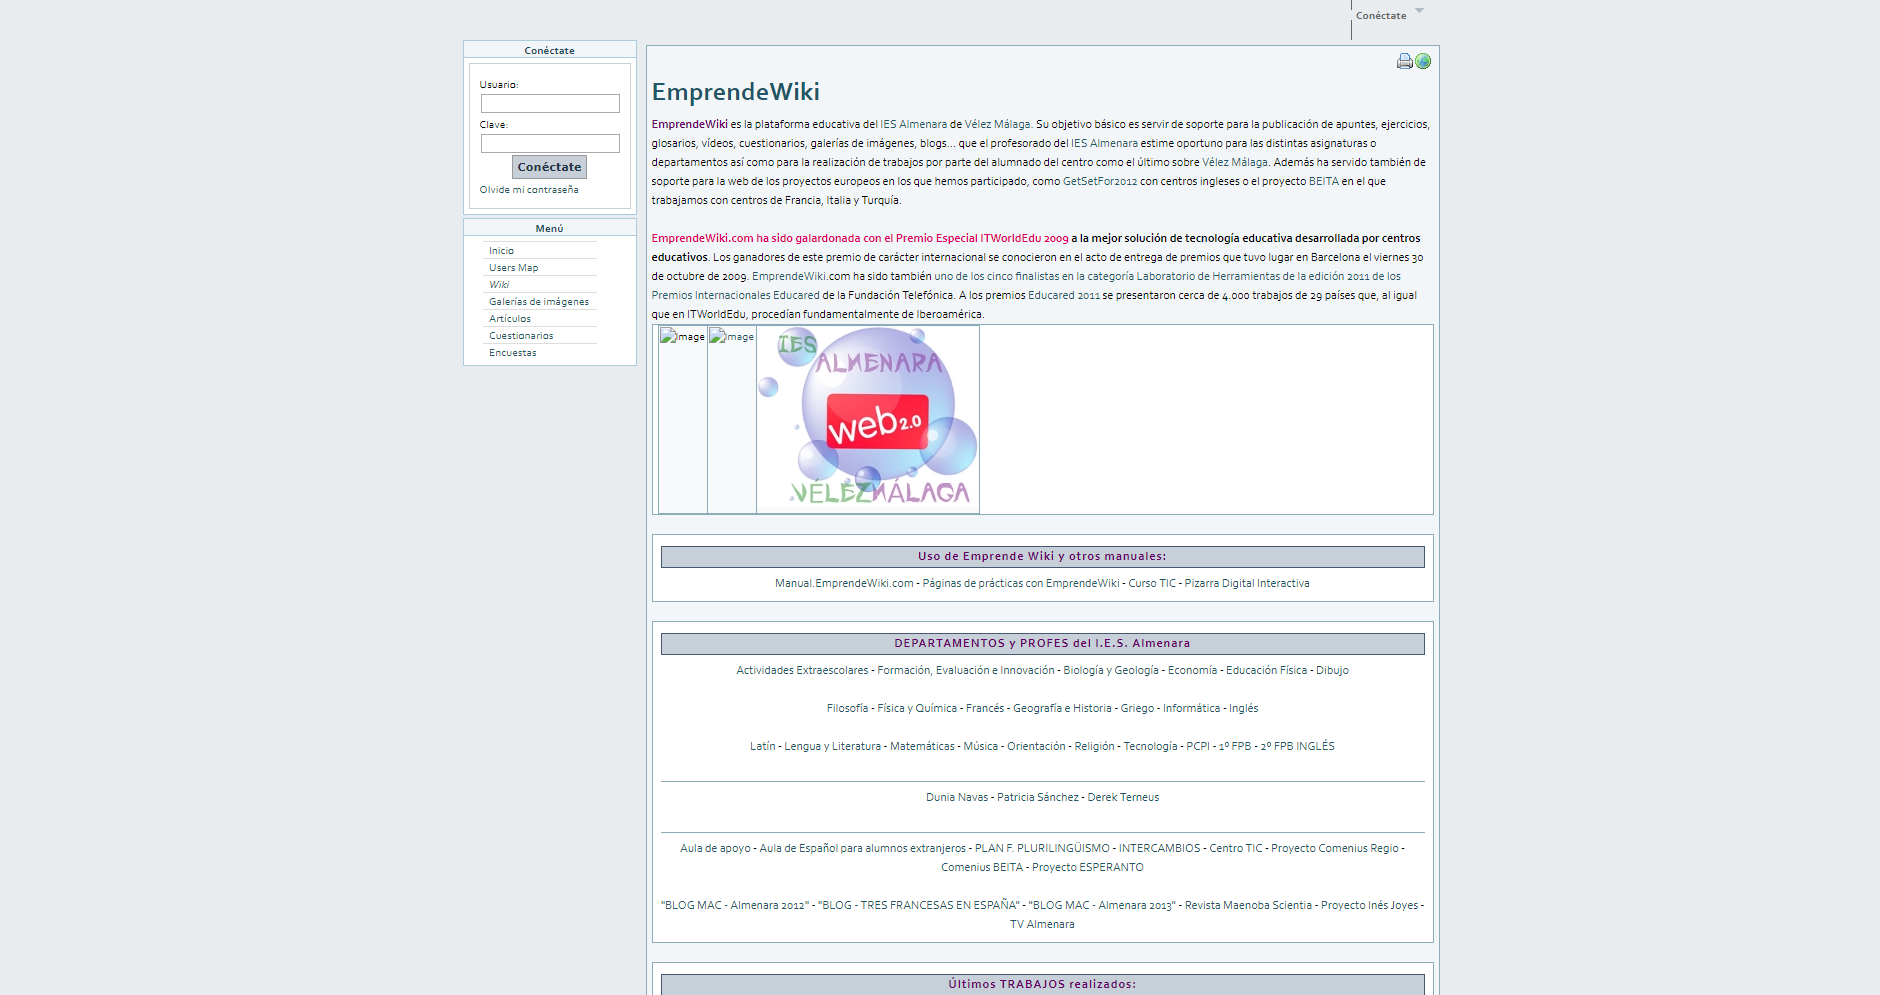 Conéctate
Conéctate
Usuario:
Clave:
Conéctate
Olvide mi contraseña
Menú
Inicio
Users Map
Wiki
Galerías de imágenes
Artículos
Cuestionarios
Encuestas
EmprendeWiki
EmprendeWiki es la plataforma educativa del IES Almenara de Vélez Málaga. Su objetivo básico es servir de soporte para la publicación de apuntes, ejercicios,
glosarios, vídeos, cuestionarios, galerías de imágenes, blogs... que el profesorado del IES Almenara estime oportuno para las distintas asignaturas o
departamentos así como para la realización de trabajos por parte del alumnado del centro como el último sobre Vélez Málaga. Además ha servido también de
soporte para la web de los proyectos europeos en los que hemos participado, como GetSetFor2012 con centros ingleses o el proyecto BEITA en el que
trabajamos con centros de Francia, Italia y Turquía.
EmprendeWiki.com ha sido galardonada con el Premio Especial ITWorldEdu 2009 a la mejor solución de tecnología educativa desarrollada por centros
educativos. Los ganadores de este premio de carácter internacional se conocieron en el acto de entrega de premios que tuvo lugar en Barcelona el viernes 30
de octubre de 2009. EmprendeWiki.com ha sido también uno de los cinco finalistas en la categoría Laboratorio de Herramientas de la edición 2011 de los
Premios Internacionales Educared de la Fundación Telefónica. A los premios Educared 2011 se presentaron cerca de 4.000 trabajos de 29 países que, al igual
que en ITWorldEdu, procedían fundamentalmente de Iberoamérica.
Image Image
IES
ALMENARA
web 2.0
VÉLEZ MÁLAGA
Uso de Emprende Wiki y otros manuales:
Manual.EmprendeWiki.com - Páginas de prácticas con EmprendeWiki - Curso TIC - Pizarra Digital Interactiva
DEPARTAMENTOS y PROFES del I.E.S. Almenara
Actividades Extraescolares - Formación, Evaluación e Innovación - Biología y Geología - Economía - Educación Física - Dibujo
Filosofía - Física y Química - Francés - Geografía e Historia - Griego - Informática - Inglés
Latín - Lengua y Literatura - Matemáticas - Música - Orientación - Religión - Tecnología - PCPI - 1º FPB - 2º FPB INGLÉS
Dunia Navas - Patricia Sánchez - Derek Terneus
Aula de apoyo - Aula de Español para alumnos extranjeros - PLAN F. PLURILINGÜISMO - INTERCAMBIOS - Centro TIC - Proyecto Comenius Regio -
Comenius BEITA - Proyecto ESPERANTO
"BLOG MAC - Almenara 2012" - "BLOG - TRES FRANCESAS EN ESPAÑA" - "BLOG MAC - Almenara 2013" - Revista Maenoba Scientia - Proyecto Inés Joyes -
TV Almenara
Últimos TRABAJOS realizados: